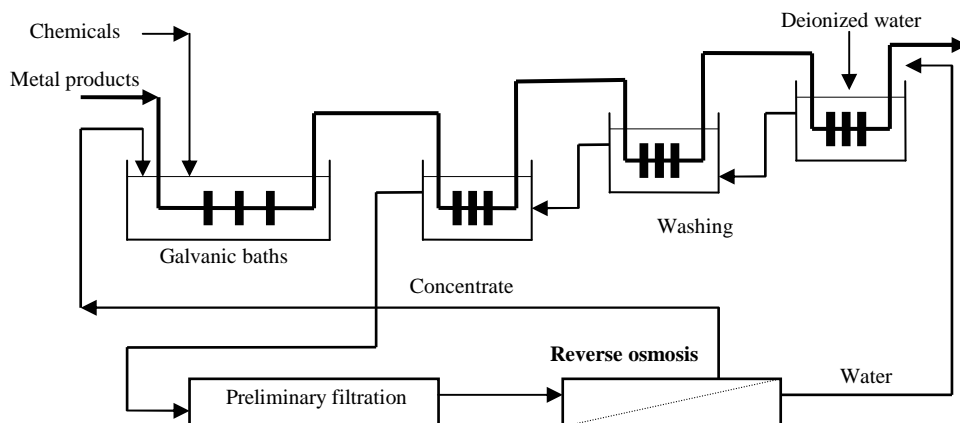 Deionized water
Chemicals
Metal products
Washing
Galvanic baths
Concentrate
Reverse osmosis
Water
Preliminary filtration